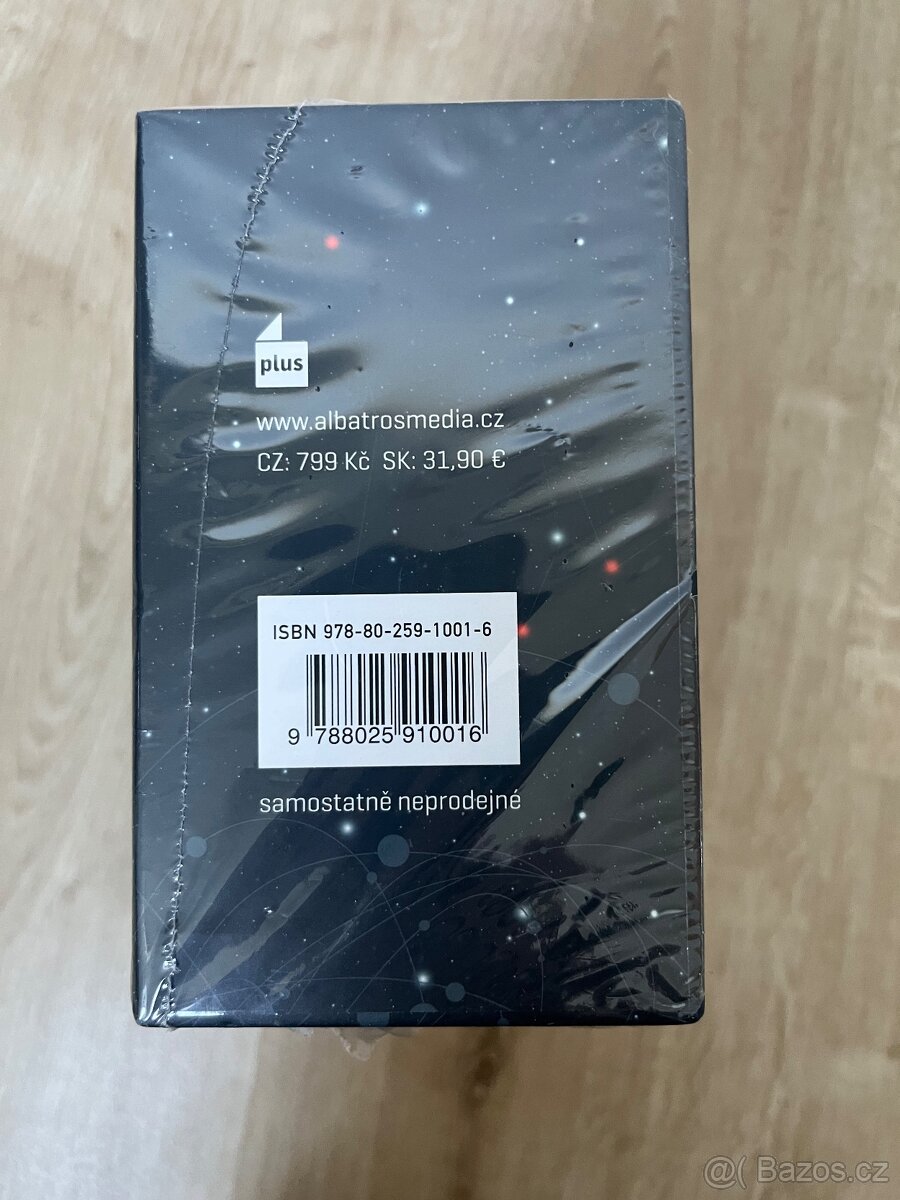 plus
www.albatrosmedia.cz
CZ: 799 Kč SK: 31,90 €
ISBN 978-80-259-1001-6
9 788025 910016
samostatně neprodejné
@( Bazos.cz